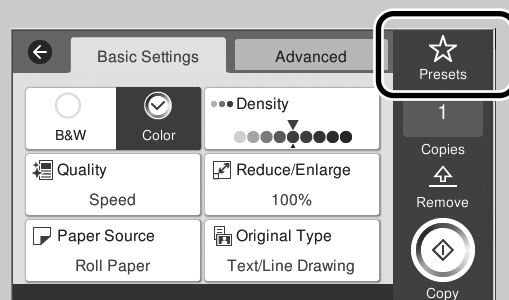 Basic Settings
Advanced
Presets
B&W
Color
Density
1
Copies
Quality
Speed
Reduce/Enlarge
100%
Remove
Paper Source
Roll Paper
Original Type
Text/Line Drawing
Copy